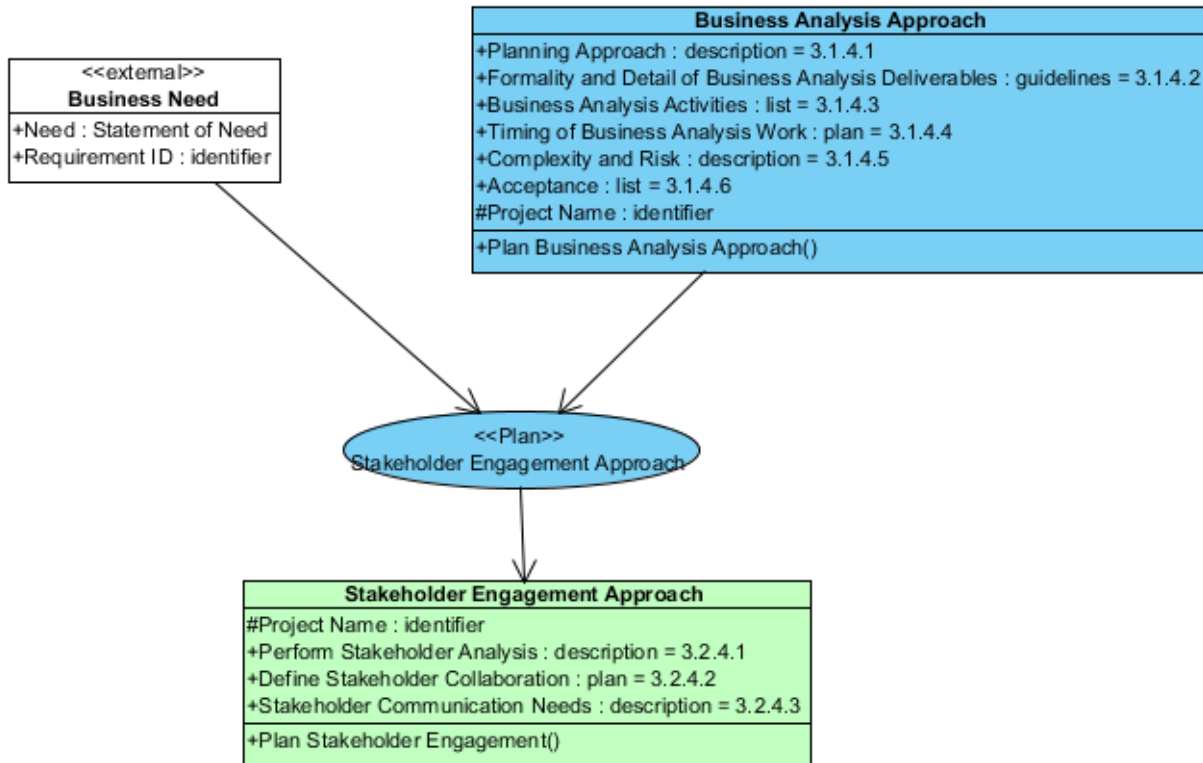 <<external>>
Business Need
+Need : Statement of Need
+Requirement ID : identifier
Business Analysis Approach
+Planning Approach : description = 3.1.4.1
+Formality and Detail of Business Analysis Deliverables : guidelines = 3.1.4.2
+Business Analysis Activities : list = 3.1.4.3
+Timing of Business Analysis Work : plan = 3.1.4.4
+Complexity and Risk : description = 3.1.4.5
+Acceptance : list = 3.1.4.6
#Project Name : identifier
+Plan Business Analysis Approach()
<<Plan>>
Stakeholder Engagement Approach
Stakeholder Engagement Approach
#Project Name : identifier
+Perform Stakeholder Analysis : description = 3.2.4.1
+Define Stakeholder Collaboration : plan = 3.2.4.2
+Stakeholder Communication Needs : description = 3.2.4.3
+Plan Stakeholder Engagement()